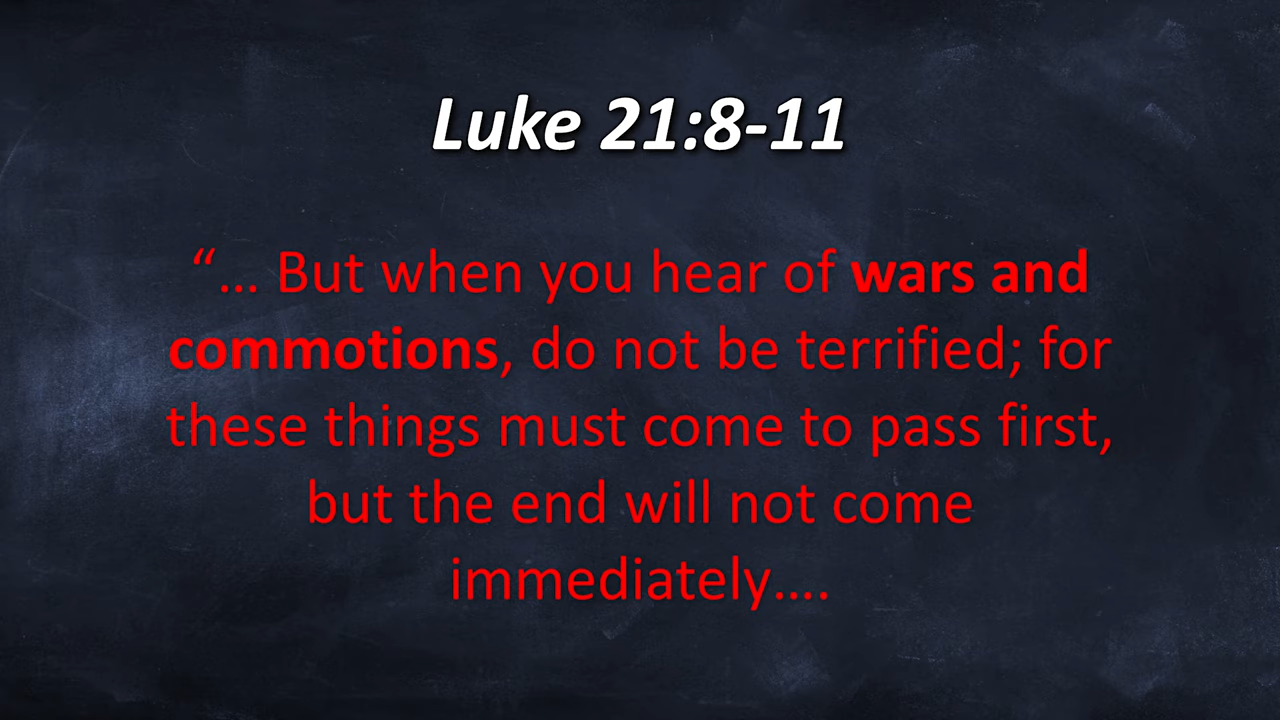 Luke 21:8-11
“... But when you hear of wars and
commotions, do not be terrified; for
these things must come to pass first,
but the end will not come
immediately....